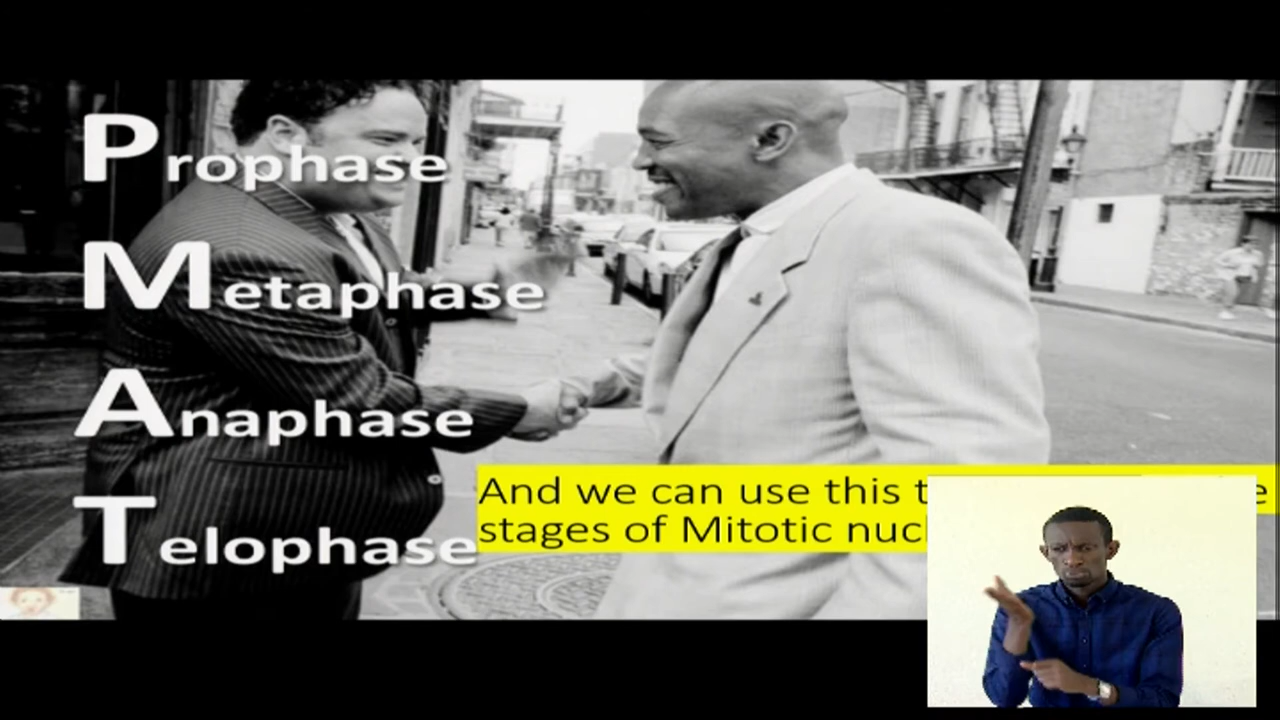 Prophase
Metaphase
Anaphase
Telophase
And we can use this
stages of Mitotic